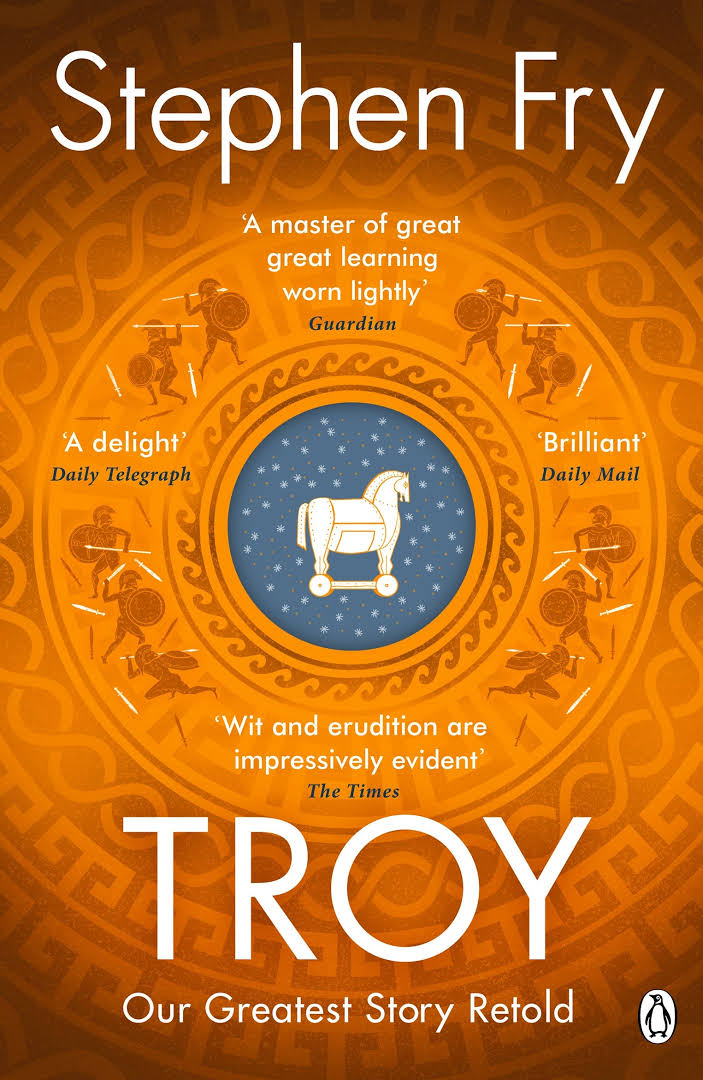 Stephen Fry
‘A master of great
great learning
worn lightly’
Guardian
‘A delight’
Daily Telegraph
‘Brilliant’
Daily Mail
‘Wit and erudition are
impressively evident’
The Times
TROY
Our Greatest Story Retold